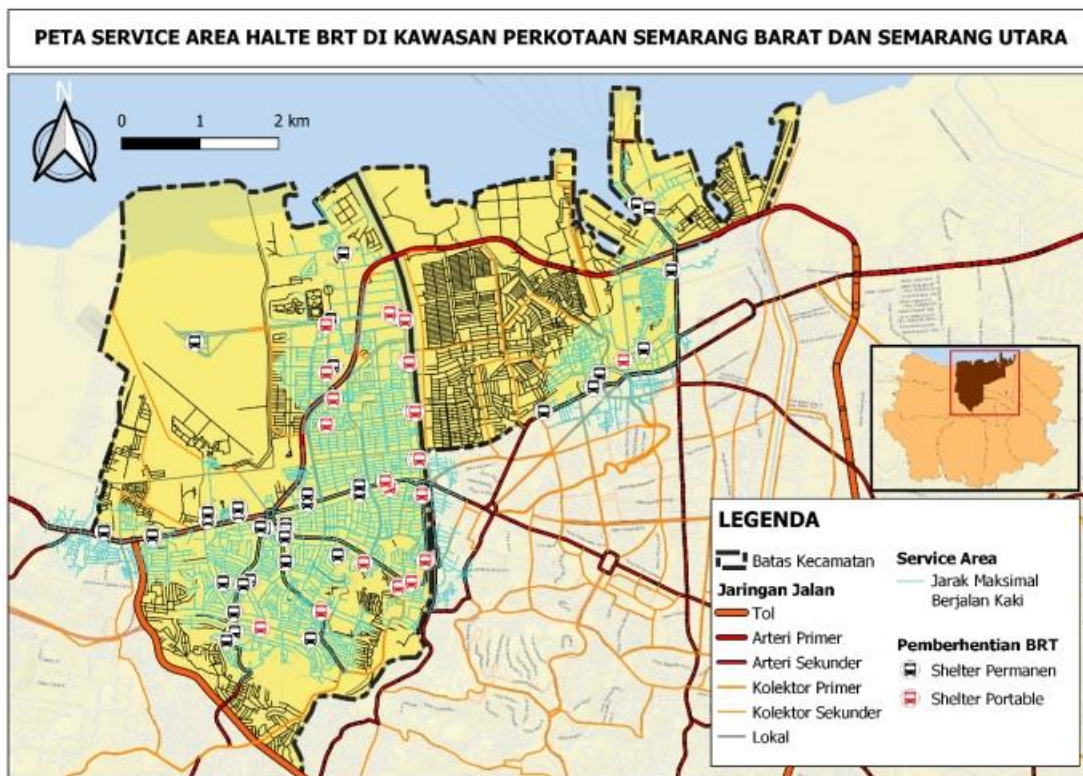 PETA SERVICE AREA HALTE BRT DI KAWASAN PERKOTAAN SEMARANG BARAT DAN SEMARANG UTARA
N
0 1 2 km
LEGENDA
Batas Kecamatan
Jaringan Jalan
Tol
Arteri Primer
Arteri Sekunder
Kolektor Primer
Kolektor Sekunder
Lokal
Service Area
Jarak Maksimal
Berjalan Kaki
Pemberhentian BRT
Shelter Permanen
Shelter Portable